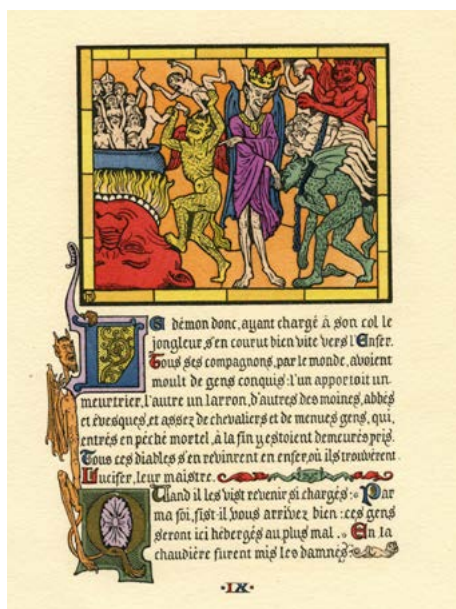 Le démon donc, ayant chargé à son col le
jongleur, s'en courut bien vite vers l'Enfer.
Tous ses compagnons, par le monde, avoient
moult de gens conquis: l'un apportoit un
meurtrier, l'autre un larron, d'autres des moines, abbés
et évesques, et assez de chevaliers et de menues gens, qui,
entrés en péché mortel, à la fin y estoient demeurés pris.
Tous ces diables s'en revinrent en enfer, où ils trouvèrent
Lucifer, leur maistre.
Quand il les vist revenir si chargés: Par
ma foi, fist-il, vous arrivez bien: ces gens
seront ici hébergés au plus mal. En la
chaudière furent mis les damnés:
·IX·